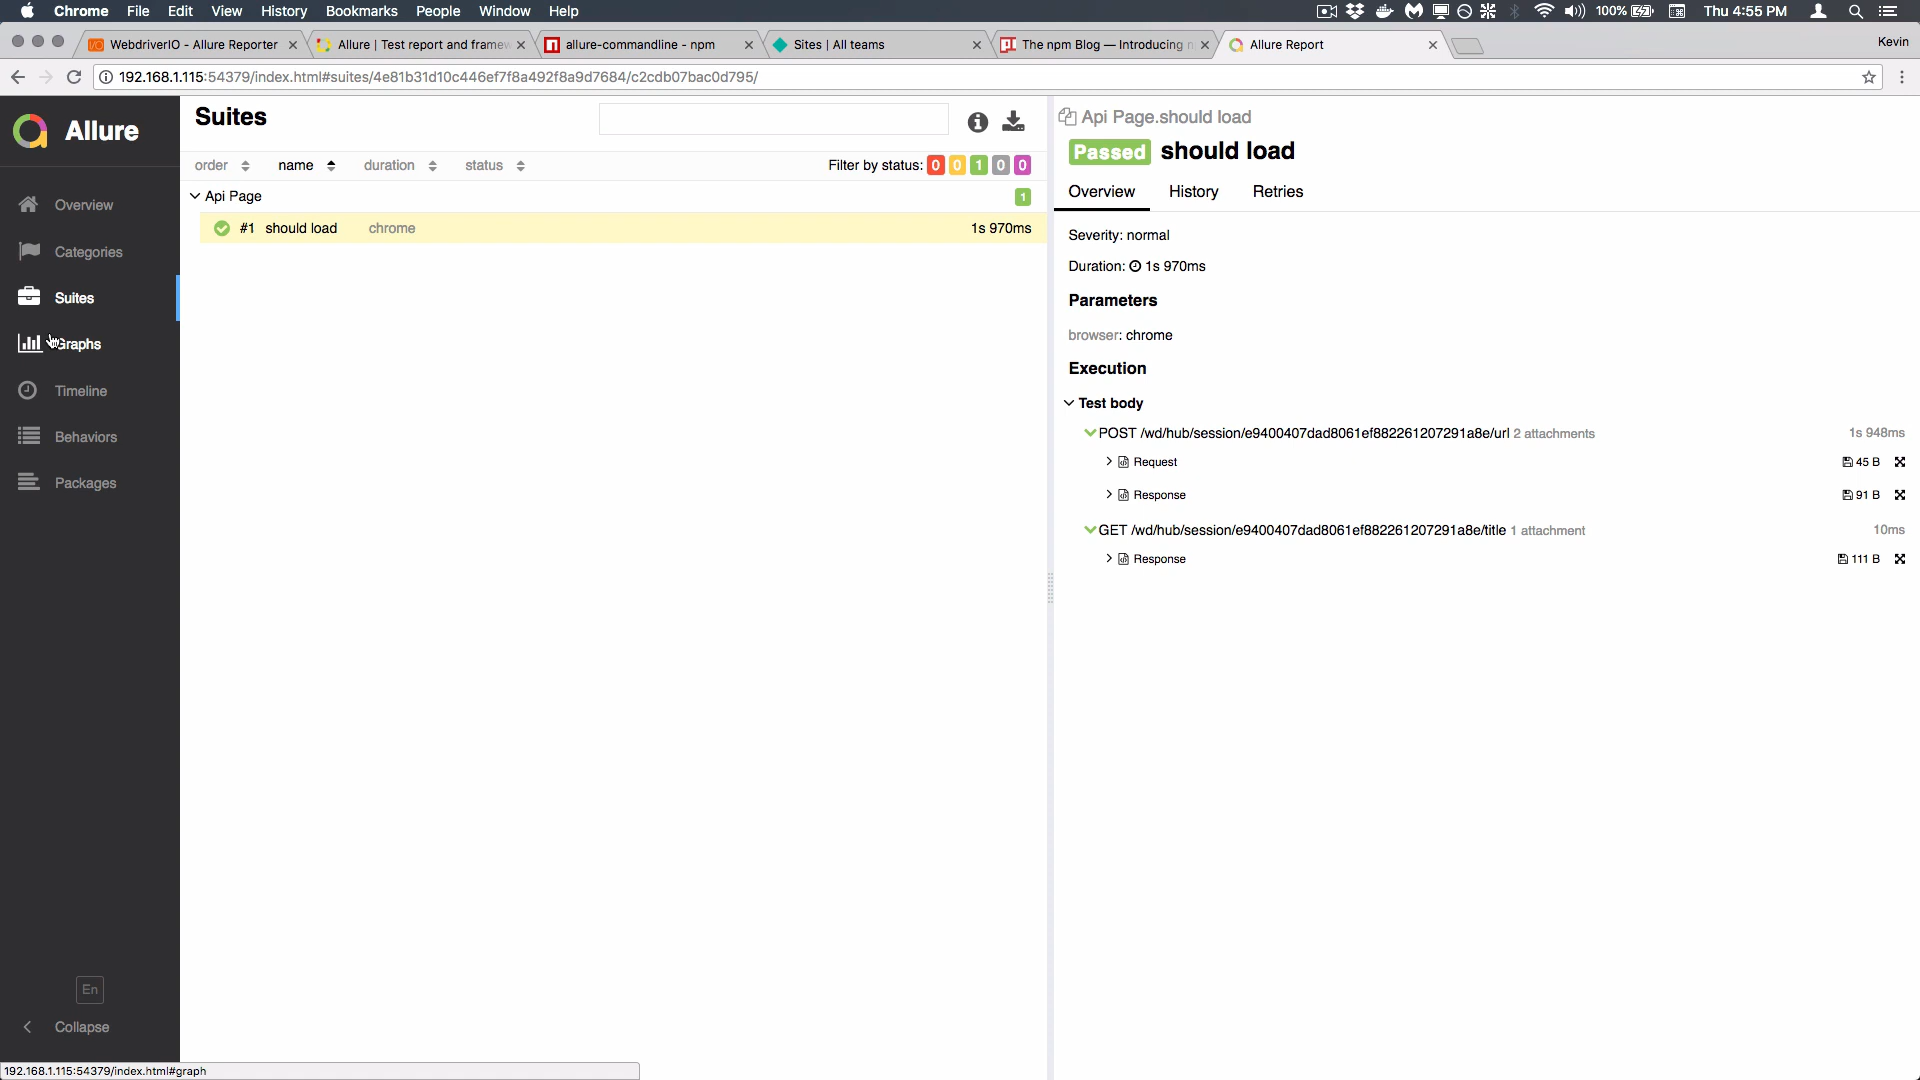 Chrome File Edit View History Bookmarks People Window Help 100% Thu 4:55 PM
WebdriverIO - Allure Reporter Allure | Test report and framew allure-commandline - npm Sites | All teams The npm Blog — Introducing n Allure Report Kevin
192.168.1.115:54379/index.html#suites/4e81b31d10c446ef7f8a492f8a9d7684/c2cdb07bac0d795/
Allure
Overview
Categories
Suites
Graphs
Timeline
Behaviors
Packages
En
Collapse
192.168.1.115:54379/index.html#graph
Suites
order name duration status Filter by status: 0 0 1 0 0
Api Page 1
#1 should load chrome 1s 970ms
Api Page.should load
Passed should load
Overview History Retries
Severity: normal
Duration: 1s 970ms
Parameters
browser: chrome
Execution
Test body
POST /wd/hub/session/e9400407dad8061ef882261207291a8e/url 2 attachments 1s 948ms
Request 45 B
Response 91 B
GET /wd/hub/session/e9400407dad8061ef882261207291a8e/title 1 attachment 10ms
Response 111 B